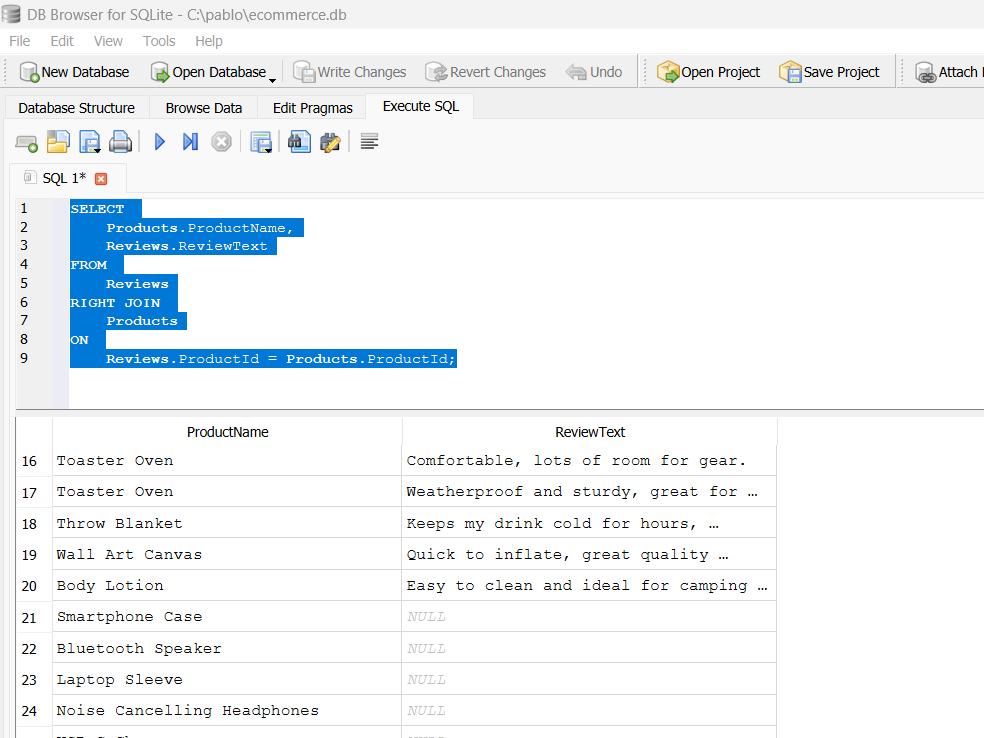 DB Browser for SQLite - C:\pablo\ecommerce.db
File Edit View Tools Help
New Database Open Database Write Changes Revert Changes Undo Open Project Save Project Attach
Database Structure Browse Data Edit Pragmas Execute SQL
SQL 1*
1 SELECT
2 Products.ProductName,
3 Reviews.ReviewText
4 FROM
5 Reviews
6 RIGHT JOIN
7 Products
8 ON
9 Reviews.ProductId = Products.ProductId;
ProductName ReviewText
16 Toaster Oven Comfortable, lots of room for gear.
17 Toaster Oven Weatherproof and sturdy, great for …
18 Throw Blanket Keeps my drink cold for hours, …
19 Wall Art Canvas Quick to inflate, great quality …
20 Body Lotion Easy to clean and ideal for camping …
21 Smartphone Case NULL
22 Bluetooth Speaker NULL
23 Laptop Sleeve NULL
24 Noise Cancelling Headphones NULL